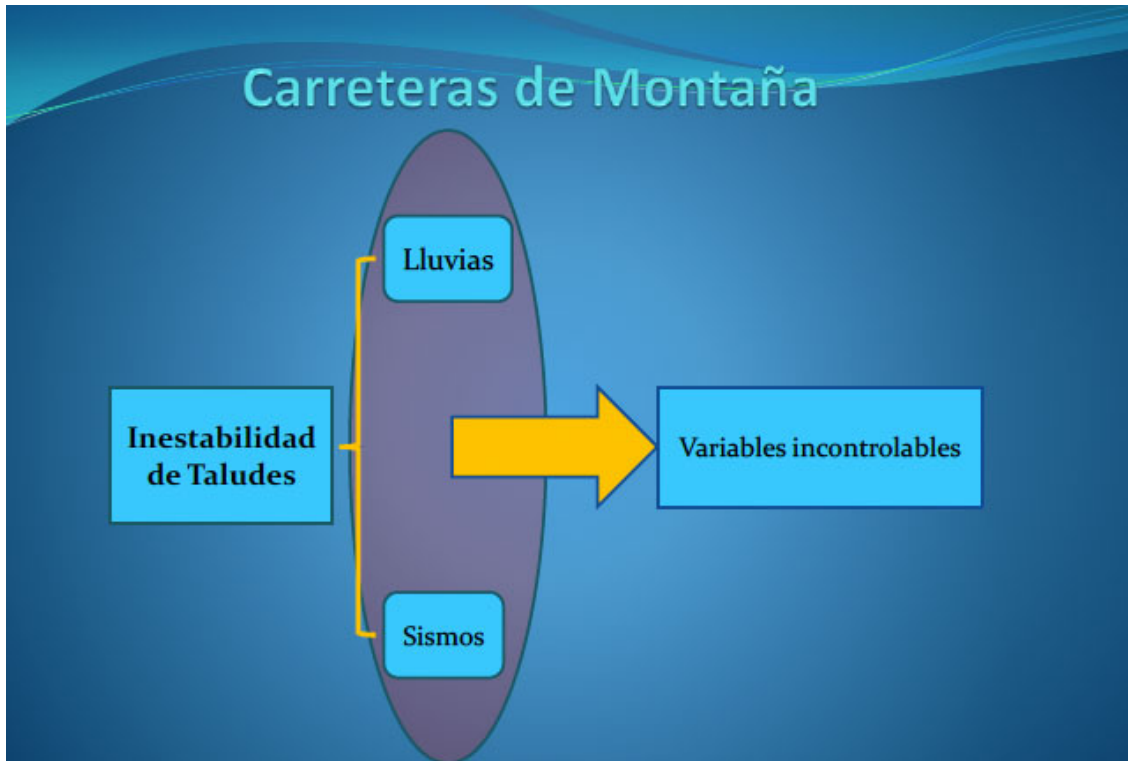 Carreteras de Montaña
Lluvias
Inestabilidad
de Taludes
Variables incontrolables
Sismos